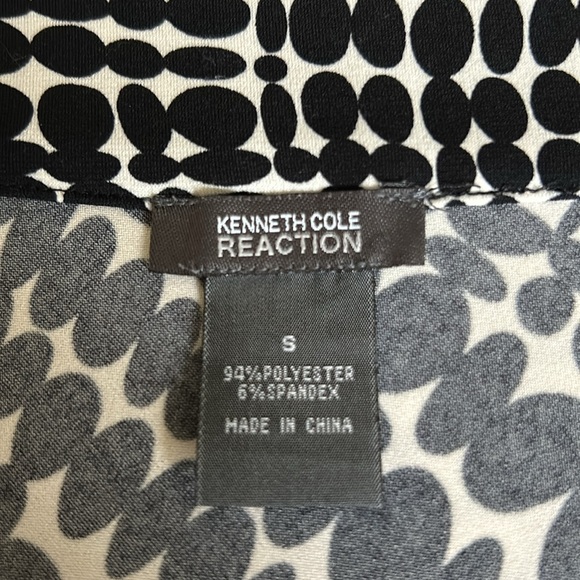 KENNETH COLE
REACTION
S
94%POLYESTER
6%SPANDEX
MADE IN CHINA